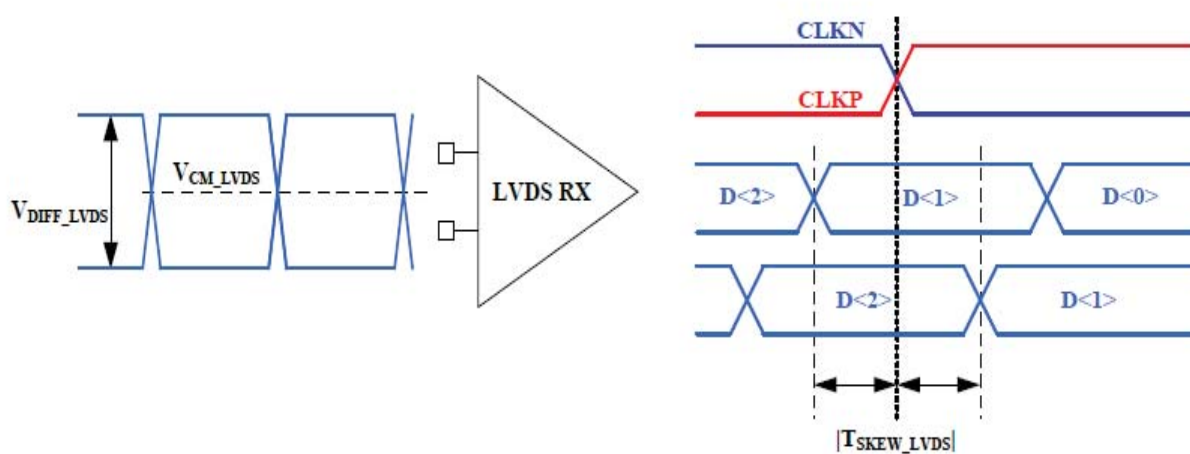 CLKN
CLKP
V_CM_LVDS
V_DIFF_LVDS
LVDS RX
D<2> D<1> D<0>
D<2> D<1>
|T_SKEW_LVDS|